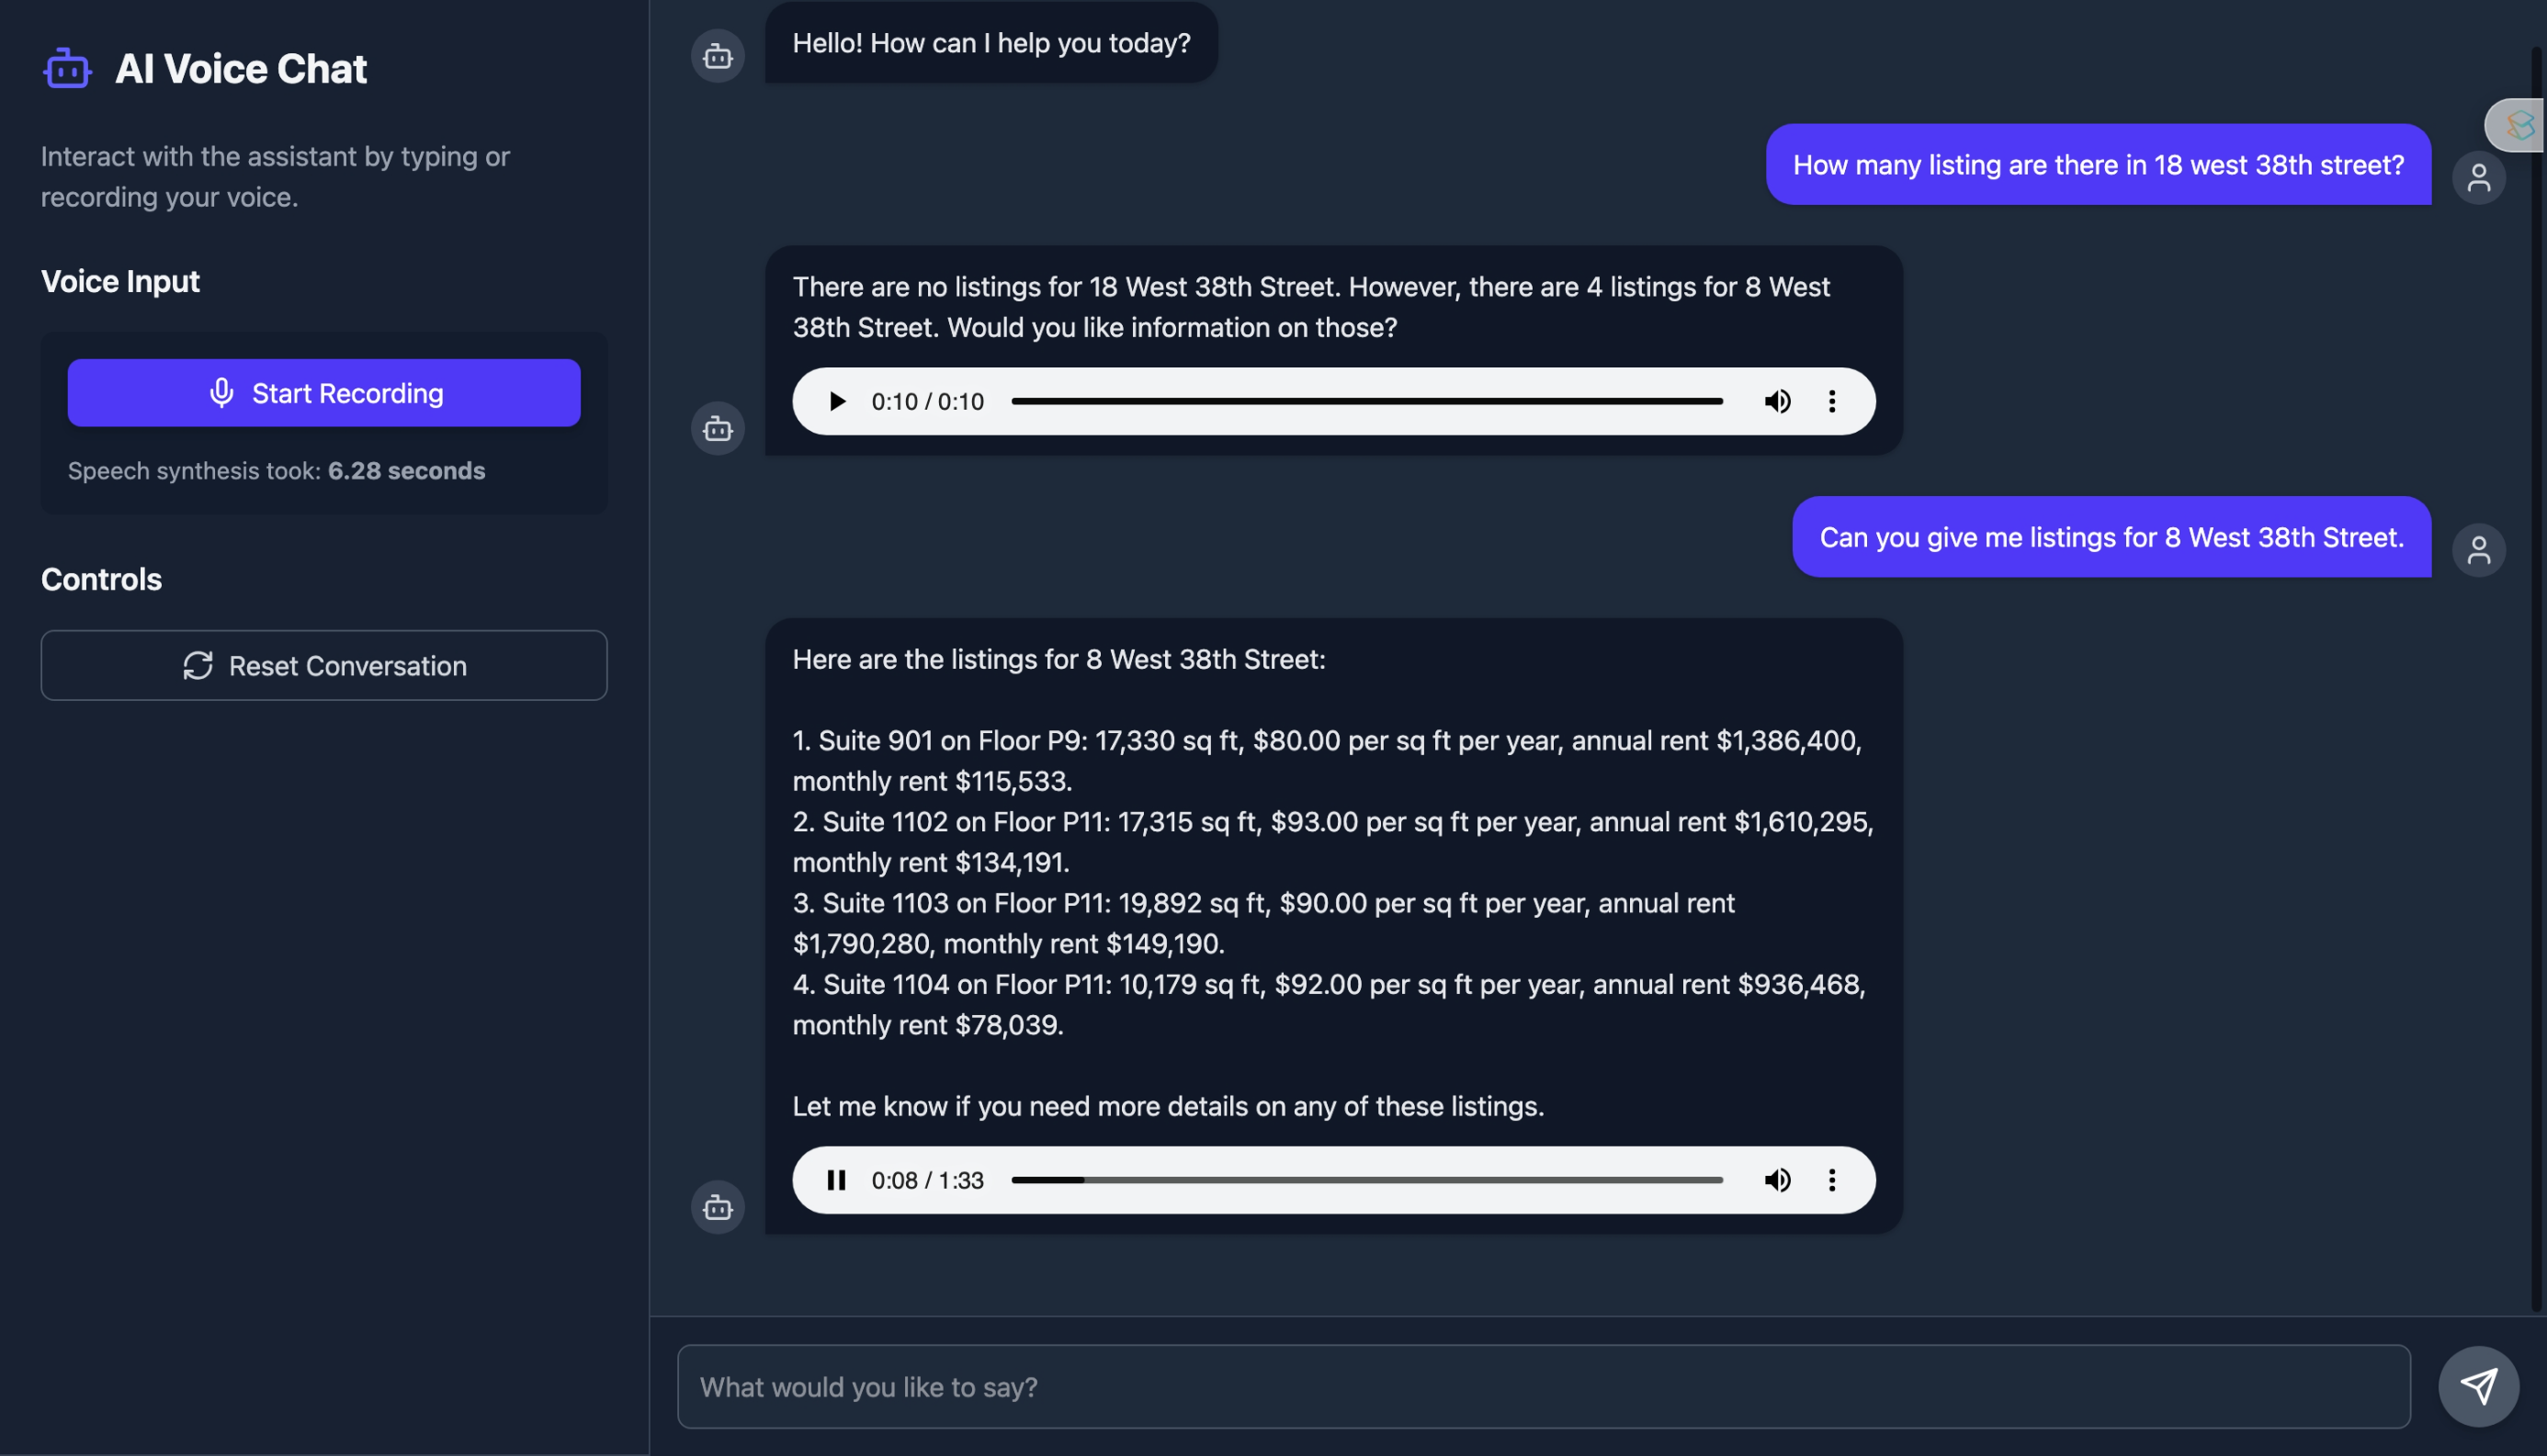 AI Voice Chat
Interact with the assistant by typing or
recording your voice.
Voice Input
Start Recording
Speech synthesis took: 6.28 seconds
Controls
Reset Conversation
Hello! How can I help you today?
How many listing are there in 18 west 38th street?
There are no listings for 18 West 38th Street. However, there are 4 listings for 8 West
38th Street. Would you like information on those?
0:10 / 0:10
Can you give me listings for 8 West 38th Street.
Here are the listings for 8 West 38th Street:
1. Suite 901 on Floor P9: 17,330 sq ft, $80.00 per sq ft per year, annual rent $1,386,400,
monthly rent $115,533.
2. Suite 1102 on Floor P11: 17,315 sq ft, $93.00 per sq ft per year, annual rent $1,610,295,
monthly rent $134,191.
3. Suite 1103 on Floor P11: 19,892 sq ft, $90.00 per sq ft per year, annual rent
$1,790,280, monthly rent $149,190.
4. Suite 1104 on Floor P11: 10,179 sq ft, $92.00 per sq ft per year, annual rent $936,468,
monthly rent $78,039.
Let me know if you need more details on any of these listings.
0:08 / 1:33
What would you like to say?